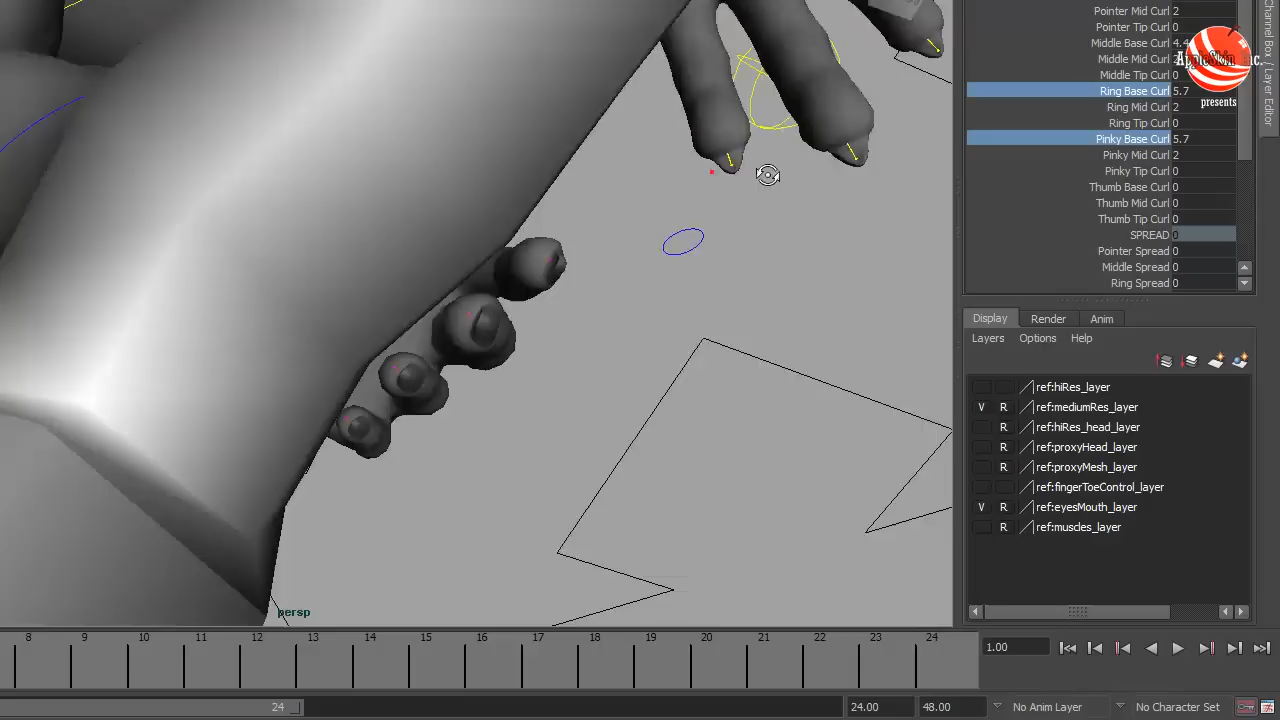 Pointer Mid Curl 2
Pointer Tip Curl 0
Middle Base Curl 4.4
Middle Mid Curl
Middle Tip Curl 0
Ring Base Curl 5.7
Ring Mid Curl 2
Ring Tip Curl 0
Pinky Base Curl 5.7
Pinky Mid Curl 2
Pinky Tip Curl 0
Thumb Base Curl 0
Thumb Mid Curl 0
Thumb Tip Curl 0
SPREAD 0
Pointer Spread 0
Middle Spread 0
Ring Spread 0
AppleSkin Inc.
presents
Channel Box / Layer Editor
Display Render Anim
Layers Options Help
ref:hiRes_layer
V R ref:mediumRes_layer
R ref:hiRes_head_layer
R ref:proxyHead_layer
R ref:proxyMesh_layer
ref:fingerToeControl_layer
V R ref:eyesMouth_layer
R ref:muscles_layer
persp
8 9 10 11 12 13 14 15 16 17 18 19 20 21 22 23 24
1.00
24 24.00 48.00 No Anim Layer No Character Set